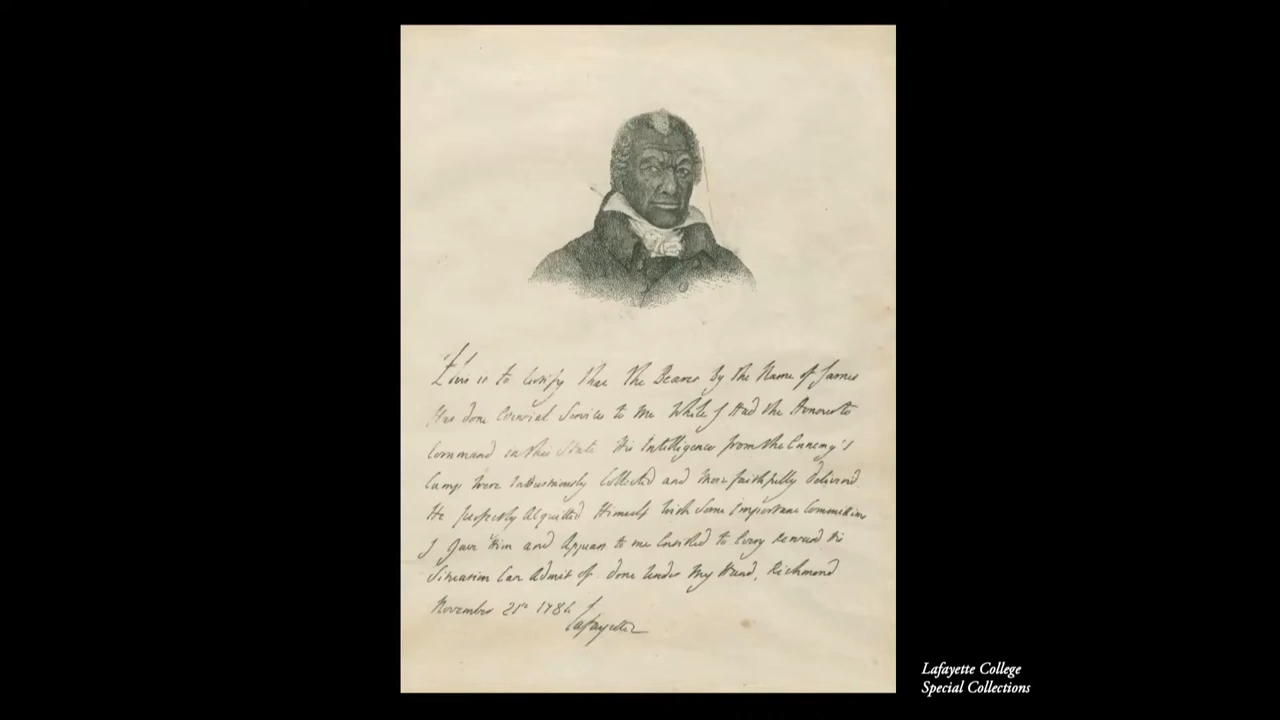 This is to Certify that the Bearer By the Name of James
Has done Essential Services to Me While I Had the Honour to
Command in this State. His Intelligences from the Ennemy's
Camp were Industriously Collected and More faithfully deliver'd
He perfectly Acquitted Himself with Some Important Commissions
I Gave Him and Appears to me Entitled to Every Reward his
Situation Can Admit of. Done Under My Hand, Richmond
November 21st 1784
Lafayette
Lafayette College
Special Collections